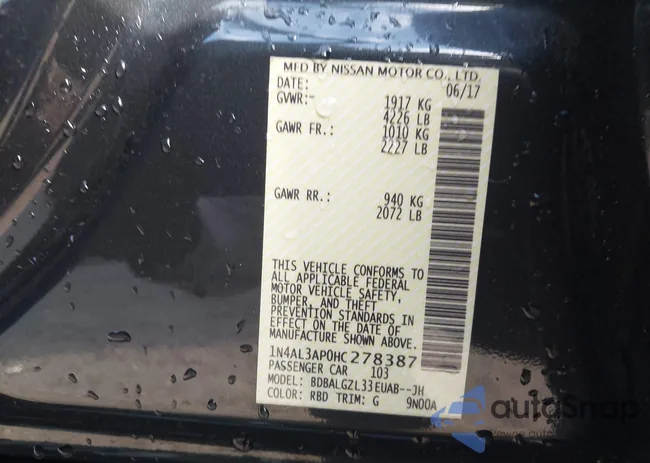 MFD BY NISSAN MOTOR CO., LTD.
DATE: 06/17
GVWR:- 1917 KG
4226 LB
GAWR FR.: 1010 KG
2227 LB
GAWR RR.: 940 KG
2072 LB
THIS VEHICLE CONFORMS TO
ALL APPLICABLE FEDERAL
MOTOR VEHICLE SAFETY,
BUMPER, AND THEFT
PREVENTION STANDARDS IN
EFFECT ON THE DATE OF
MANUFACTURE SHOWN ABOVE.
1N4AL3AP0HC278387
PASSENGER CAR 103
MODEL: BDBALGZL33EUAB--JH
COLOR: RBD TRIM: G 9N00A
autoSnap